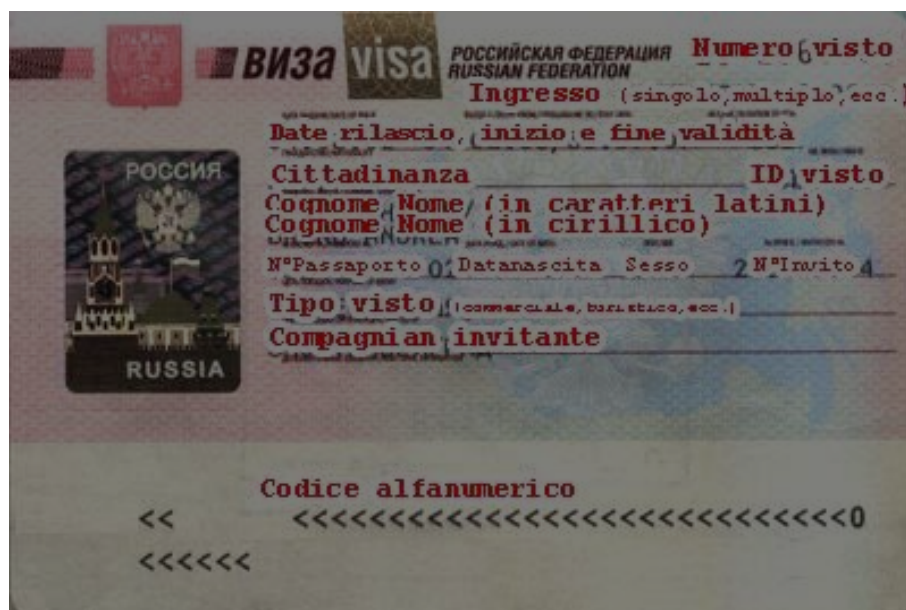 ВИЗА visa РОССИЙСКАЯ ФЕДЕРАЦИЯ Numero visto
RUSSIAN FEDERATION
Ingresso (singolo,multiplo,ecc.)
Date rilascio, inizio e fine validità
РОССИЯ
Cittadinanza ID visto
Cognome Nome (in caratteri latini)
Cognome Nome (in cirillico)
N°Passaporto Datanascita Sesso N°Invito
Tipo visto (commerciale,turistico,ecc.)
Compagnian invitante
RUSSIA
Codice alfanumerico
<< <<<<<<<<<<<<<<<<<<<<<<<<<<<<<0
<<<<<<